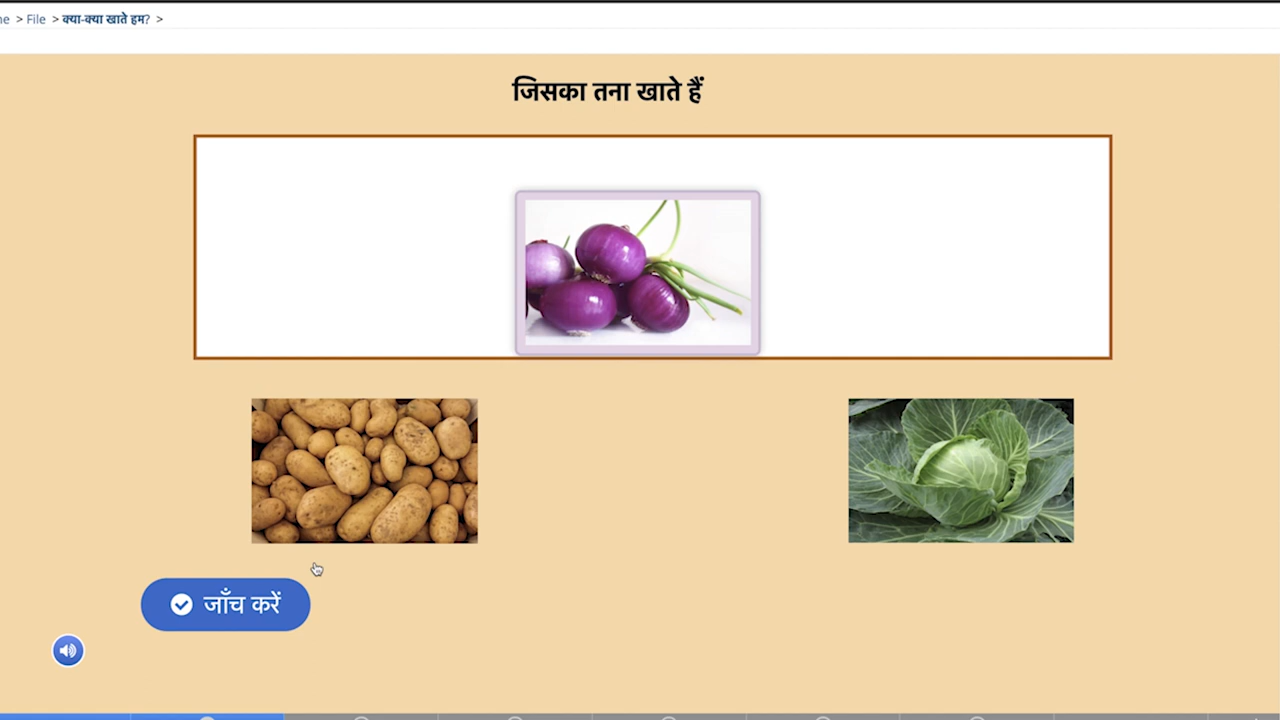 ne > File > क्या-क्या खाते हम? >
जिसका तना खाते हैं
जाँच करें